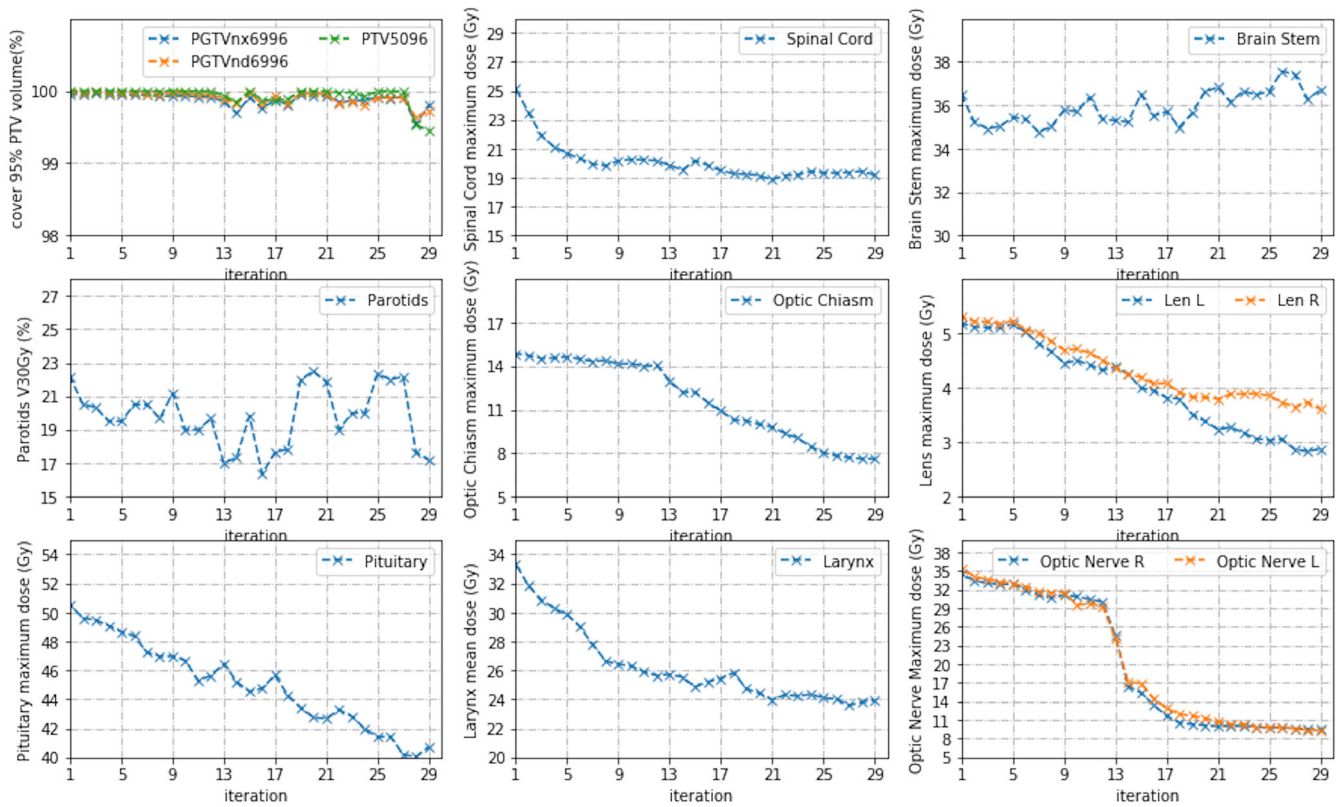 cover 95% PTV volume(%)
100
99
98
PGTVnx6996
PGTVnd6996
PTV5096
1 5 9 13 17 21 25 29
iteration
Spinal Cord maximum dose (Gy)
29
27
25
23
21
19
17
15
Spinal Cord
1 5 9 13 17 21 25 29
iteration
Brain Stem maximum dose (Gy)
38
36
34
32
30
Brain Stem
1 5 9 13 17 21 25 29
iteration
Parotids V30Gy (%)
27
25
23
21
19
17
15
Parotids
1 5 9 13 17 21 25 29
iteration
Optic Chiasm maximum dose (Gy)
17
14
11
8
5
Optic Chiasm
1 5 9 13 17 21 25 29
iteration
Lens maximum dose (Gy)
5
4
3
2
Len L
Len R
1 5 9 13 17 21 25 29
iteration
Pituitary maximum dose (Gy)
54
52
50
48
46
44
42
40
Pituitary
1 5 9 13 17 21 25 29
iteration
Larynx mean dose (Gy)
34
32
30
28
26
24
22
20
Larynx
1 5 9 13 17 21 25 29
iteration
Optic Nerve Maximum dose (Gy)
38
35
32
29
26
23
20
17
14
11
8
5
Optic Nerve R
Optic Nerve L
1 5 9 13 17 21 25 29
iteration